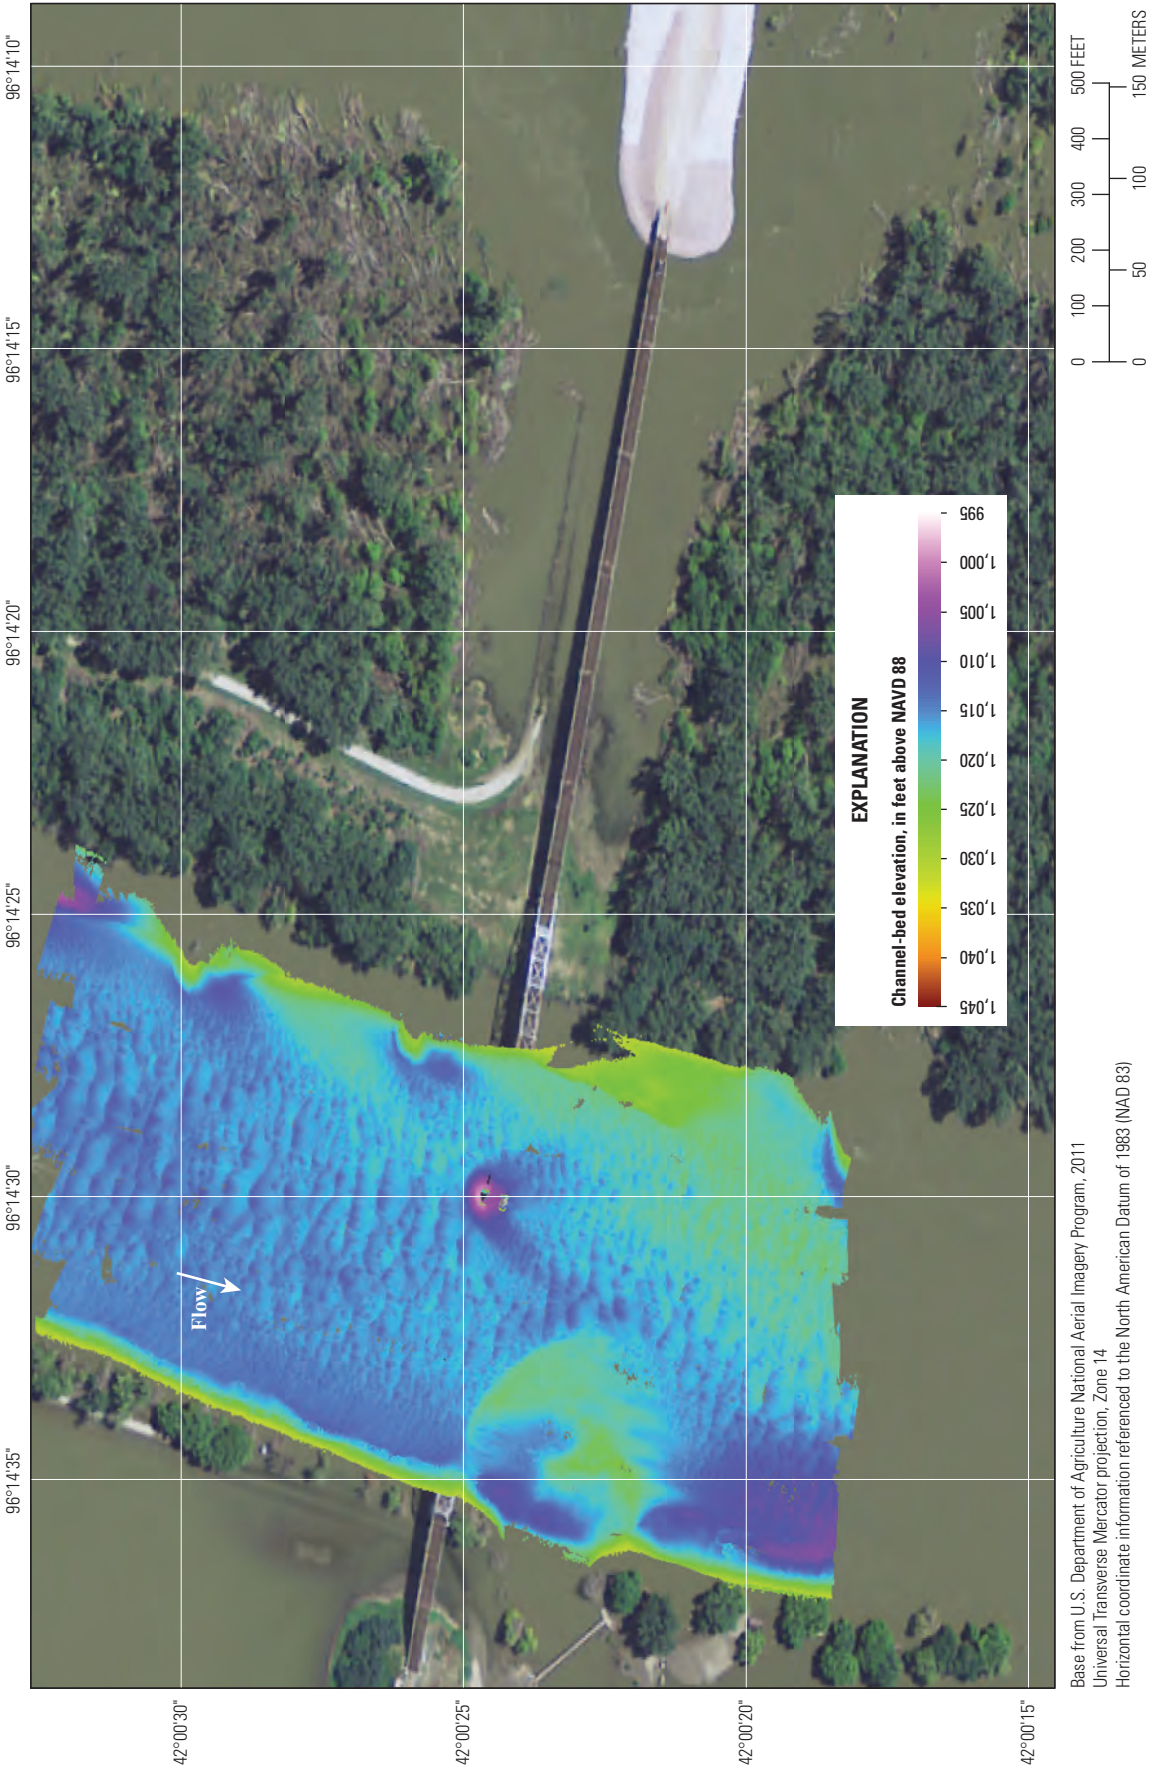 96°14'35"
96°14'30"
96°14'25"
96°14'20"
96°14'15"
96°14'10"
42°00'30"
42°00'25"
42°00'20"
42°00'15"
Flow
EXPLANATION
Channel-bed elevation, in feet above NAVD 88
1,045
1,040
1,035
1,030
1,025
1,020
1,015
1,010
1,005
1,000
995
Base from U.S. Department of Agriculture National Aerial Imagery Program, 2011
Universal Transverse Mercator projection, Zone 14
Horizontal coordinate information referenced to the North American Datum of 1983 (NAD 83)
0 100 200 300 400 500 FEET
0 50 100 150 METERS